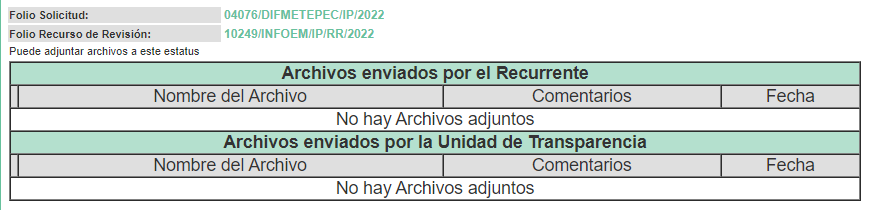 Folio Solicitud: 04076/DIFMETEPEC/IP/2022
Folio Recurso de Revisión: 10249/INFOEM/IP/RR/2022
Puede adjuntar archivos a este estatus
Archivos enviados por el Recurrente
Nombre del Archivo Comentarios Fecha
No hay Archivos adjuntos
Archivos enviados por la Unidad de Transparencia
Nombre del Archivo Comentarios Fecha
No hay Archivos adjuntos